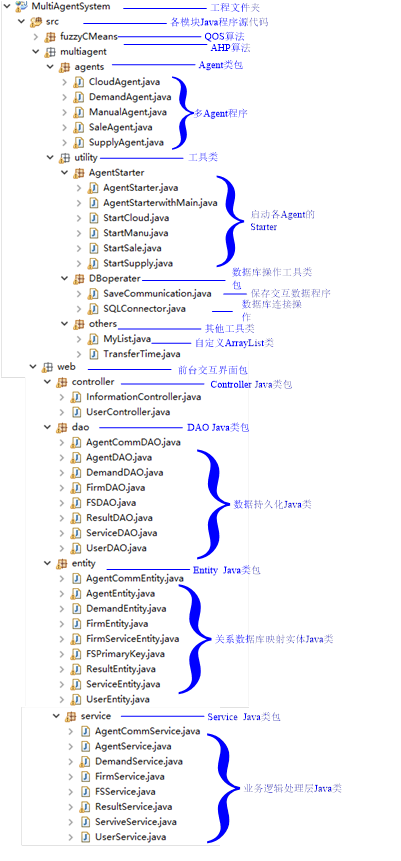 MultiAgentSystem 工程文件夹
src 各模块Java程序源代码
fuzzyCMeans QOS算法
multiagent AHP算法
agents Agent类包
CloudAgent.java
DemandAgent.java
ManualAgent.java 多Agent程序
SaleAgent.java
SupplyAgent.java
utility 工具类
AgentStarter
AgentStarter.java
AgentStarterwithMain.java
StartCloud.java 启动各Agent的
StartManu.java Starter
StartSale.java
StartSupply.java
DBoperater 数据库操作工具类包
SaveCommunication.java 保存交互数据程序
SQLConnector.java 数据库连接操作
others 其他工具类
MyList.java 自定义ArrayList类
TransferTime.java
web 前台交互界面包
controller Controller Java类包
InformationController.java
UserController.java
dao DAO Java类包
AgentCommDAO.java
AgentDAO.java
DemandDAO.java
FirmDAO.java
FSDAO.java 数据持久化Java类
ResultDAO.java
ServiceDAO.java
UserDAO.java
entity Entity Java类包
AgentCommEntity.java
AgentEntity.java
DemandEntity.java
FirmEntity.java
FirmServiceEntity.java 关系数据库映射实体Java类
FSPrimaryKey.java
ResultEntity.java
ServiceEntity.java
UserEntity.java
service Service Java类包
AgentCommService.java
AgentService.java
DemandService.java
FirmService.java
FSService.java 业务逻辑处理层Java类
ResultService.java
ServiveService.java
UserService.java